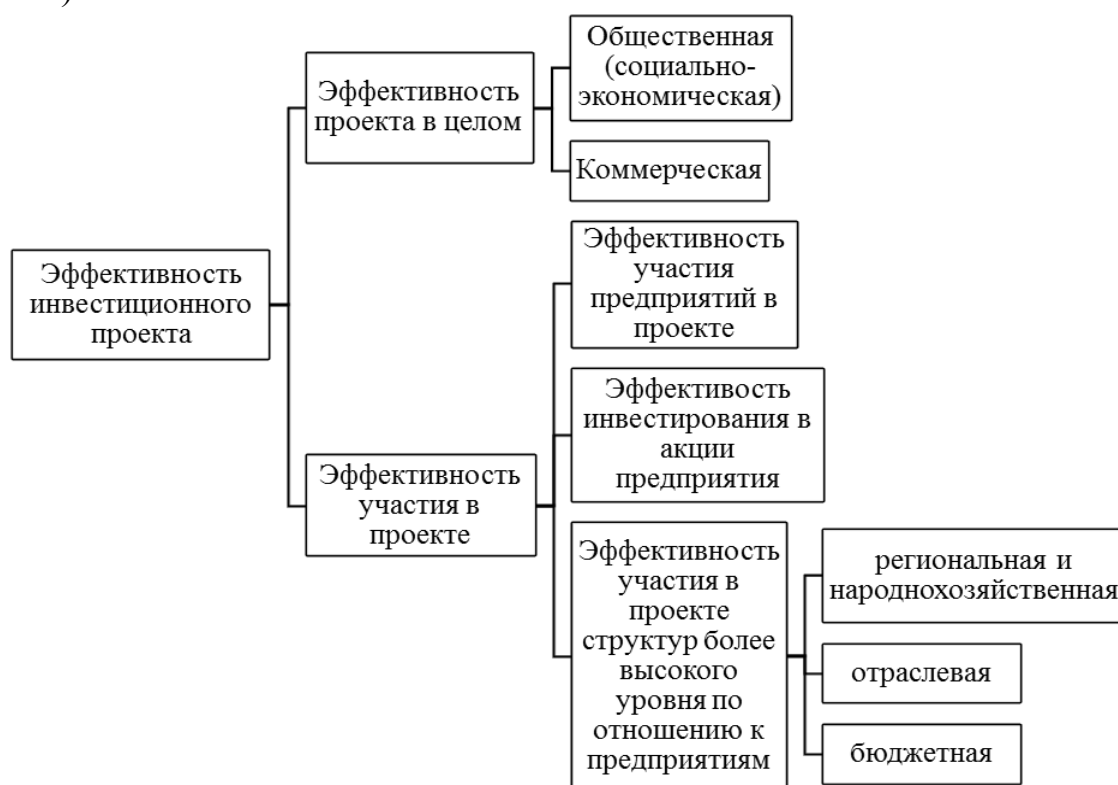 )
Общественная
(социально-
экономическая)
Эффективность
проекта в целом
Коммерческая
Эффективность
инвестиционного
проекта
Эффективность
участия
предприятий в
проекте
Эффективость
инвестирования в
акции
предприятия
Эффективность
участия в
проекте
Эффективность
участия в
проекте
структур более
высокого
уровня по
отношению к
предприятиям
региональная и
народнохозяйственная
отраслевая
бюджетная